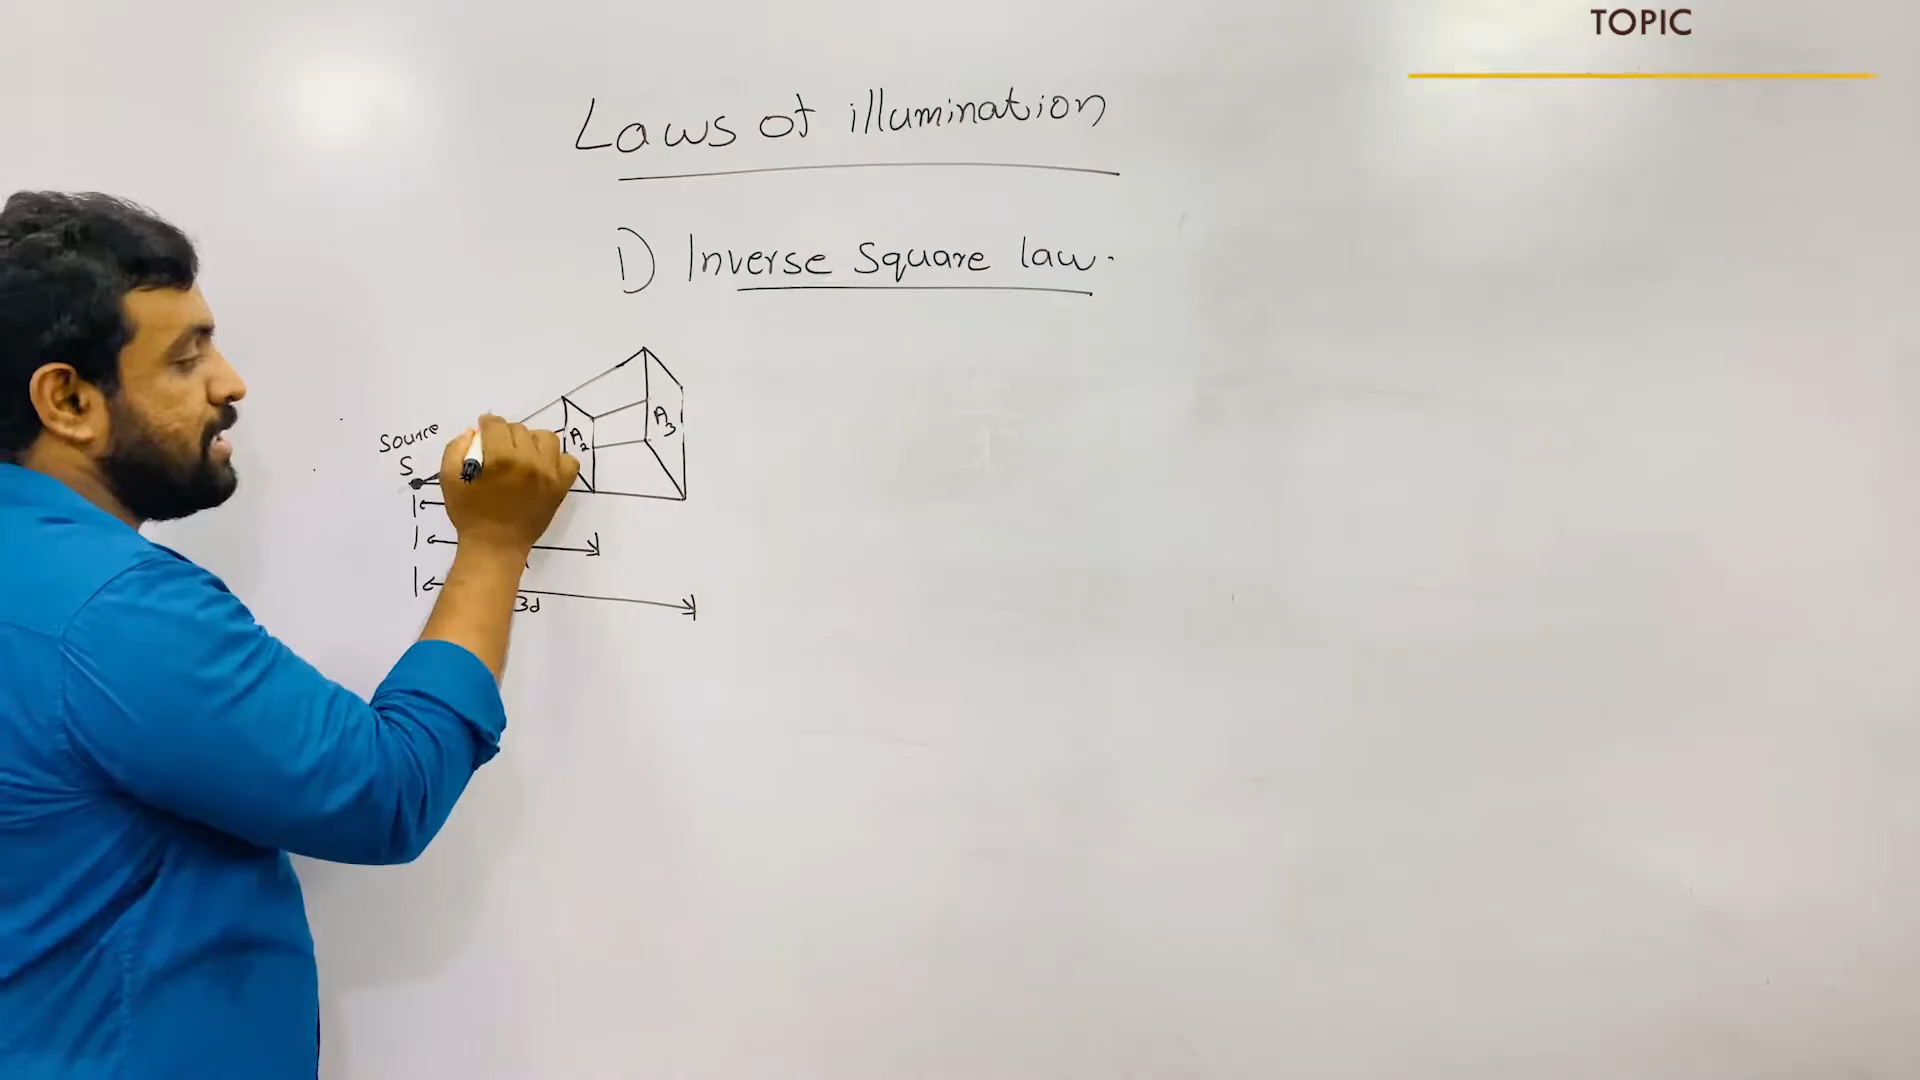 TOPIC
Laws of illumination
1) Inverse Square law.
Source
S
A2
A3
3d